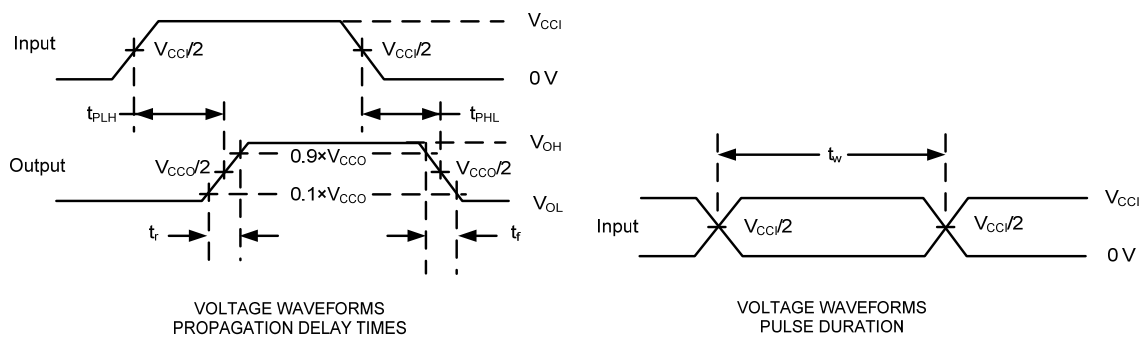 V_CCI
Input
V_CCI/2
V_CCI/2
0 V
t_PLH
t_PHL
V_OH
Output
V_CCO/2
0.9×V_CCO
V_CCO/2
0.1×V_CCO
V_OL
t_r
t_f
VOLTAGE WAVEFORMS
PROPAGATION DELAY TIMES
t_w
V_CCI
Input
V_CCI/2
V_CCI/2
0 V
VOLTAGE WAVEFORMS
PULSE DURATION